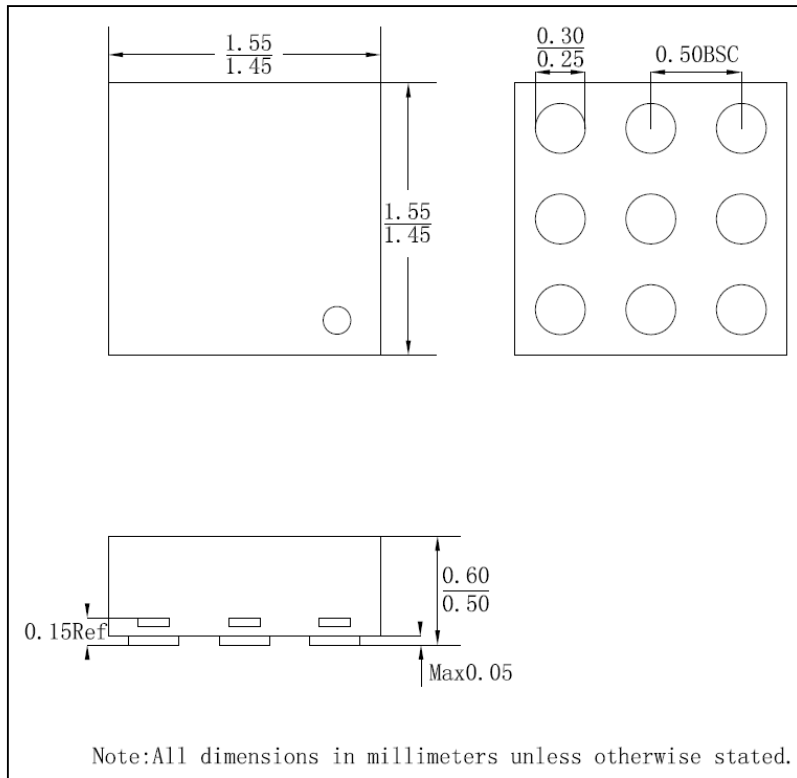 1.55
1.45
0.30
0.25
0.50BSC
1.55
1.45
0.60
0.50
0.15Ref
Max0.05
Note:All dimensions in millimeters unless otherwise stated.